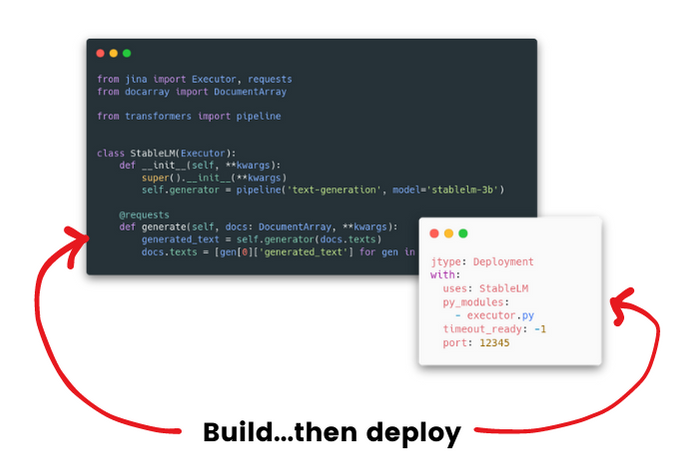 from jina import Executor, requests
from docarray import DocumentArray
from transformers import pipeline
class StableLM(Executor):
    def __init__(self, **kwargs):
        super().__init__(**kwargs)
        self.generator = pipeline('text-generation', model='stablelm-3b')
    @requests
    def generate(self, docs: DocumentArray, **kwargs):
        generated_text = self.generator(docs.texts)
        docs.texts = [gen[0]['generated_text'] for gen in
jtype: Deployment
with:
  uses: StableLM
  py_modules:
    - executor.py
  timeout_ready: -1
  port: 12345
Build...then deploy